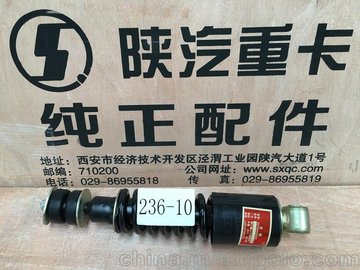 陕汽重卡
纯正配件
地址：西安市经济技术开发区泾渭工业园陕汽大道1号
邮编：710200 公司网址：www.sxqc.com
电话：029-86955818 传 真：029-86955819
236-10